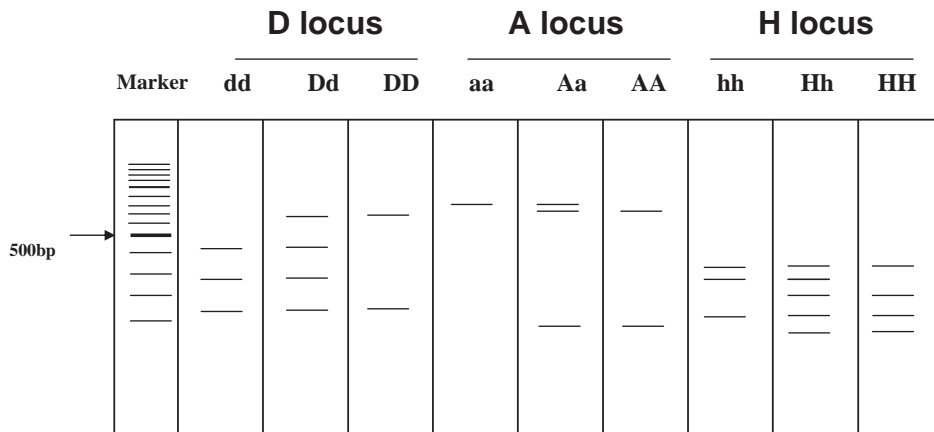 D locus A locus H locus
Marker dd Dd DD aa Aa AA hh Hh HH
500bp